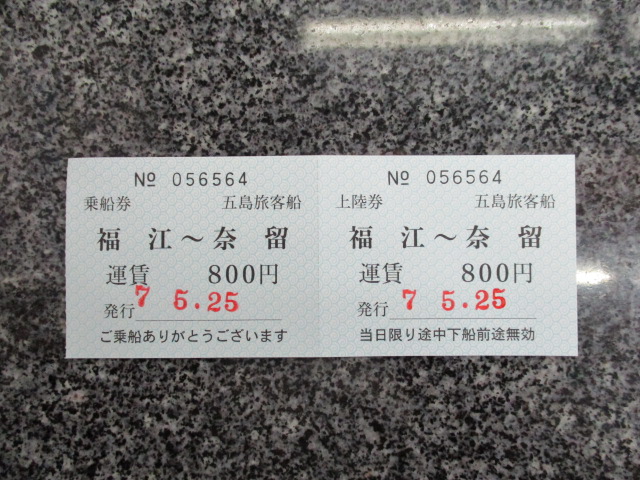 № 056564
乗船券 五島旅客船
福江～奈留
運賃 800円
発行 7 5.25
ご乗船ありがとうございます
№ 056564
上陸券 五島旅客船
福江～奈留
運賃 800円
発行 7 5.25
当日限り途中下船前途無効